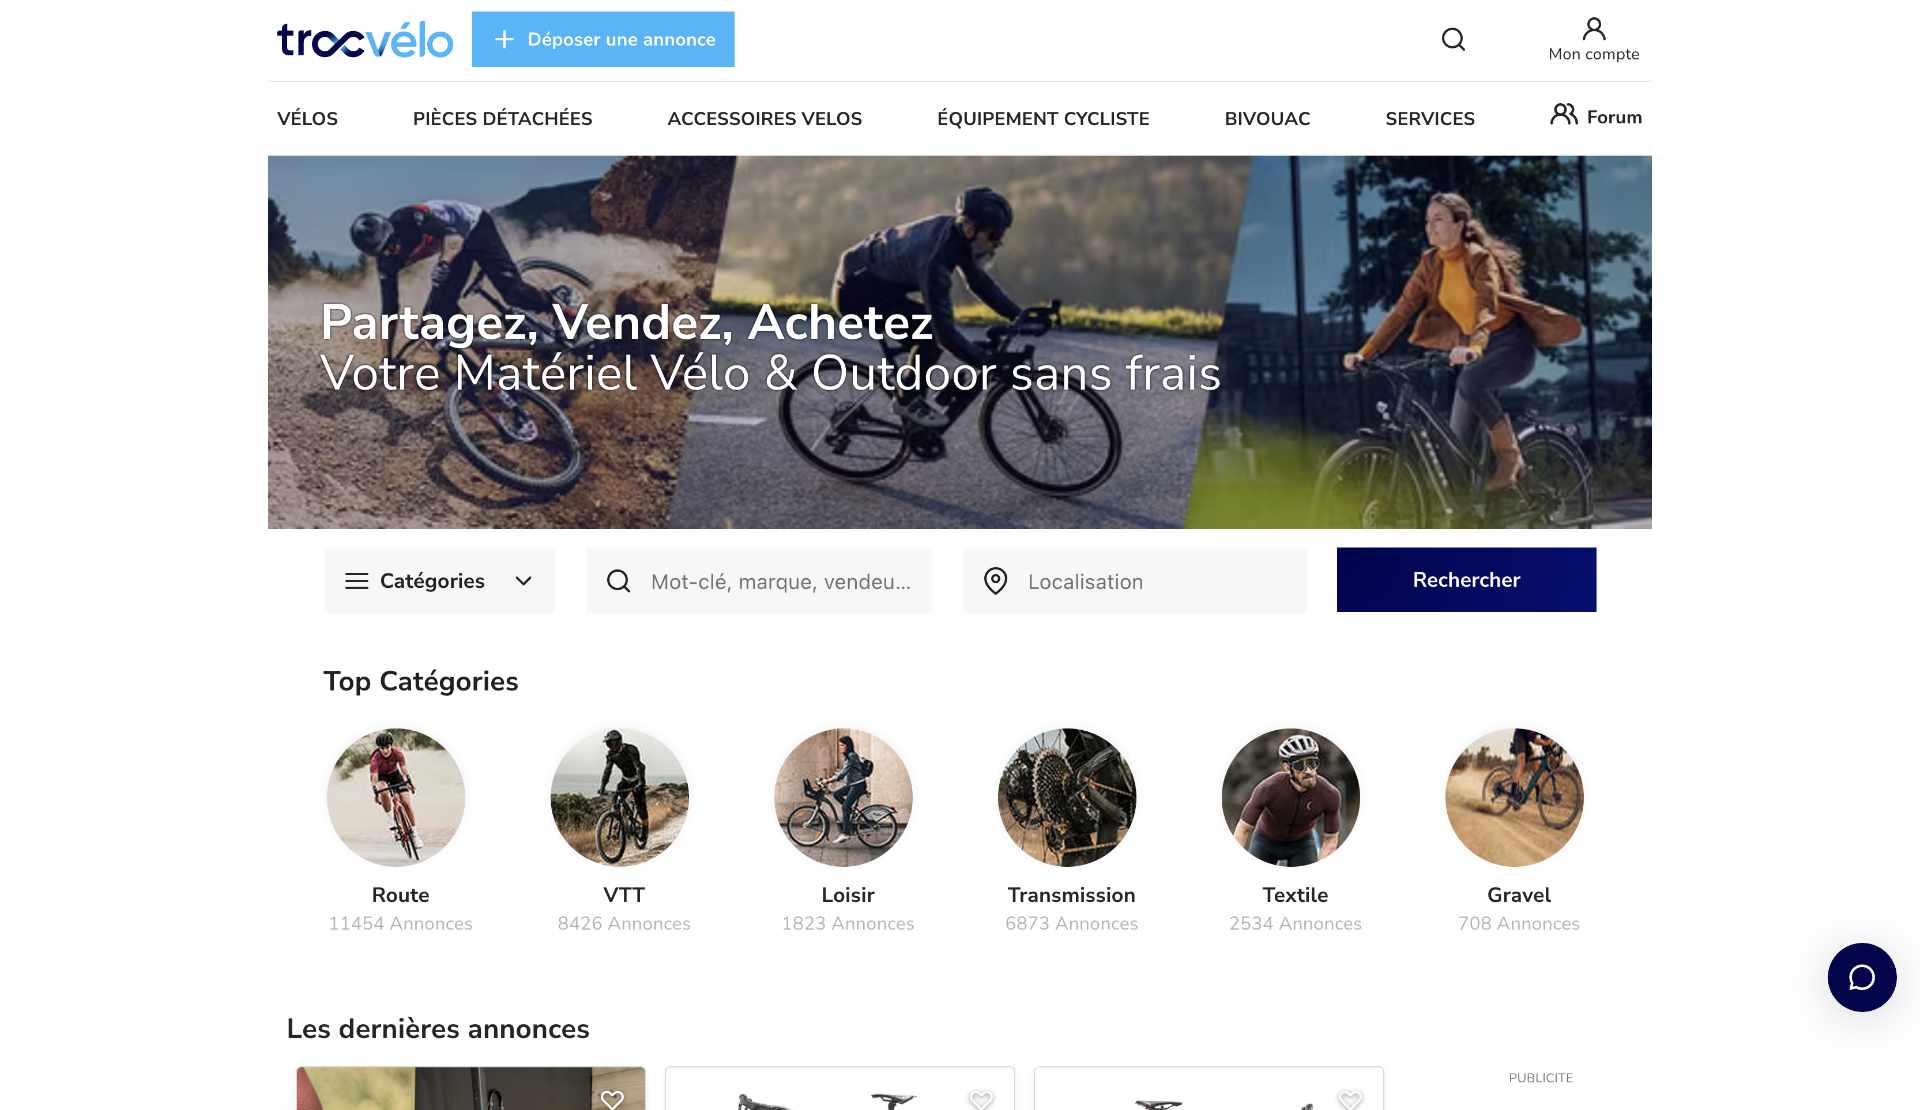 trocvélo
Déposer une annonce
Mon compte
VÉLOS
PIÈCES DÉTACHÉES
ACCESSOIRES VELOS
ÉQUIPEMENT CYCLISTE
BIVOUAC
SERVICES
Forum
Partagez, Vendez, Achetez
Votre Matériel Vélo & Outdoor sans frais
Catégories
Mot-clé, marque, vendeu...
Localisation
Rechercher
Top Catégories
Route
11454 Annonces
VTT
8426 Annonces
Loisir
1823 Annonces
Transmission
6873 Annonces
Textile
2534 Annonces
Gravel
708 Annonces
Les dernières annonces
PUBLICITE